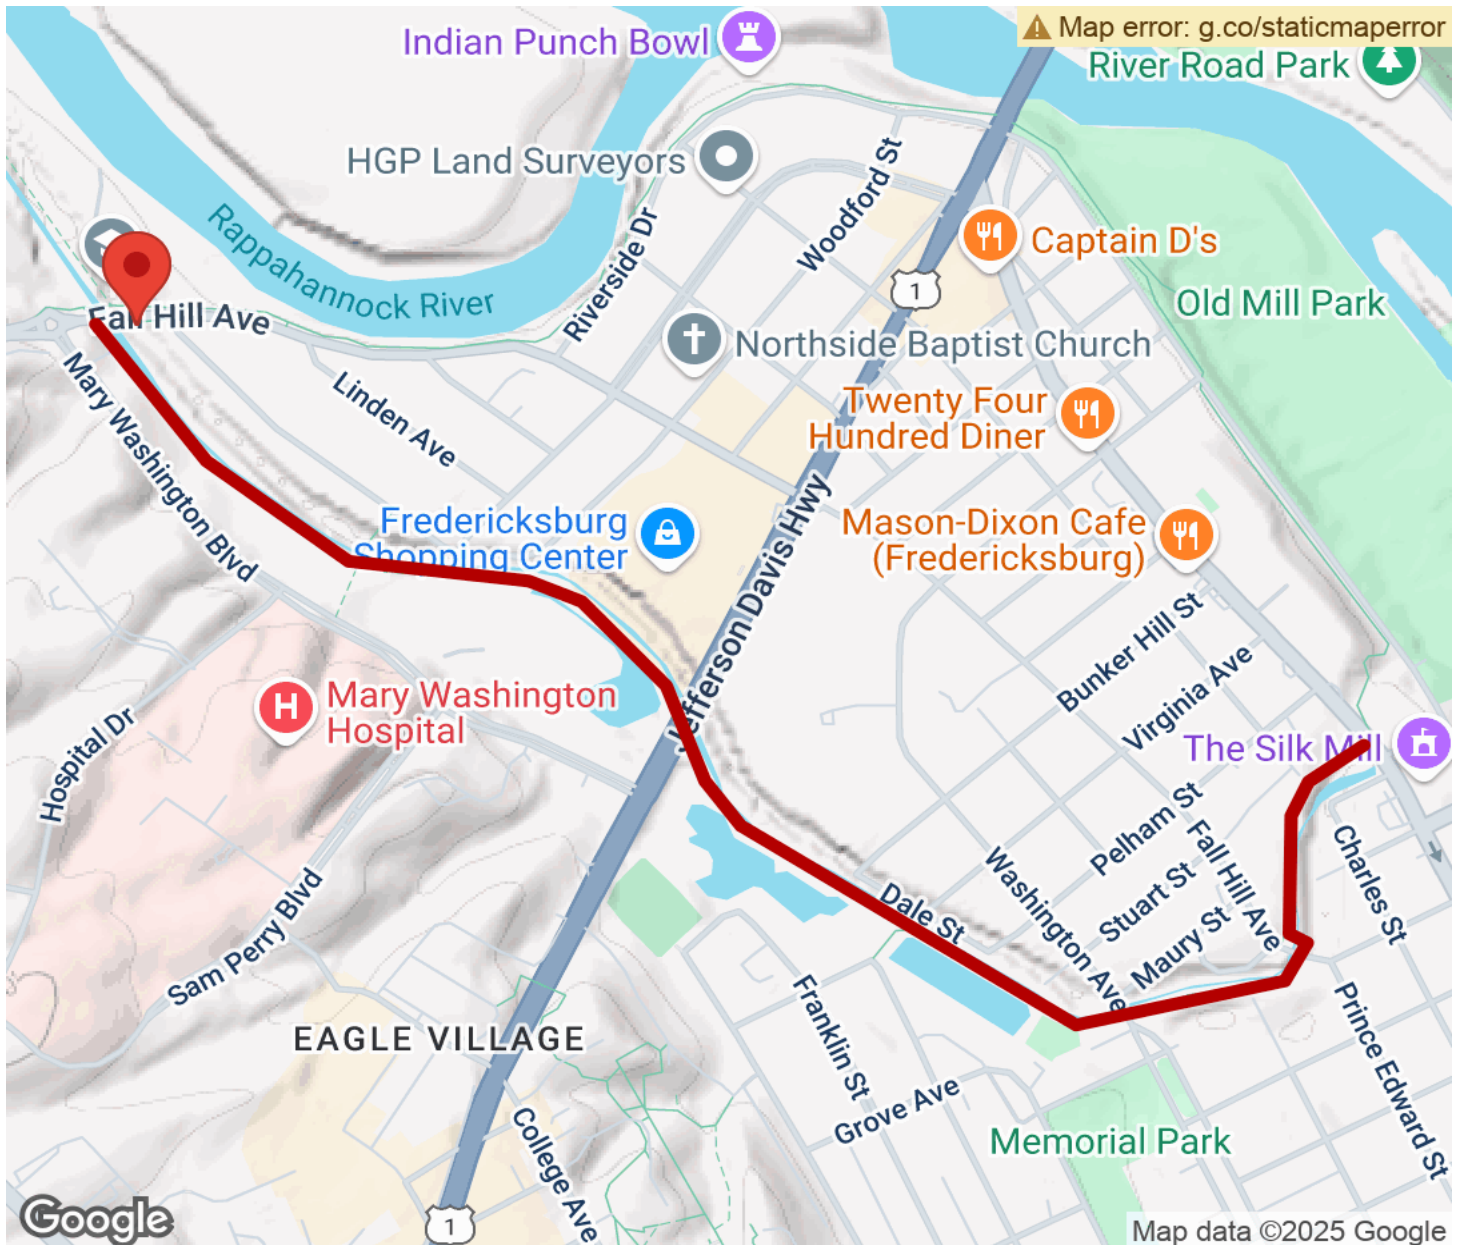 Map error: g.co/staticmaperror
Indian Punch Bowl
River Road Park
HGP Land Surveyors
Woodford St
Rappahannock River
Riverside Dr
Captain D's
1
Old Mill Park
Fall Hill Ave
Northside Baptist Church
Mary Washington Blvd
Linden Ave
Twenty Four
Hundred Diner
Jefferson Davis Hwy
Fredericksburg
Shopping Center
Mason-Dixon Cafe
(Fredericksburg)
Bunker Hill St
Virginia Ave
H
Mary Washington
Hospital
Hospital Dr
The Silk Mill
Pelham St
Fall Hill Ave
Charles St
Washington Ave
Stuart St
Maury St
Dale St
Sam Perry Blvd
Franklin St
Prince Edward St
EAGLE VILLAGE
Grove Ave
College Ave
Memorial Park
1
Google
Map data ©2025 Google